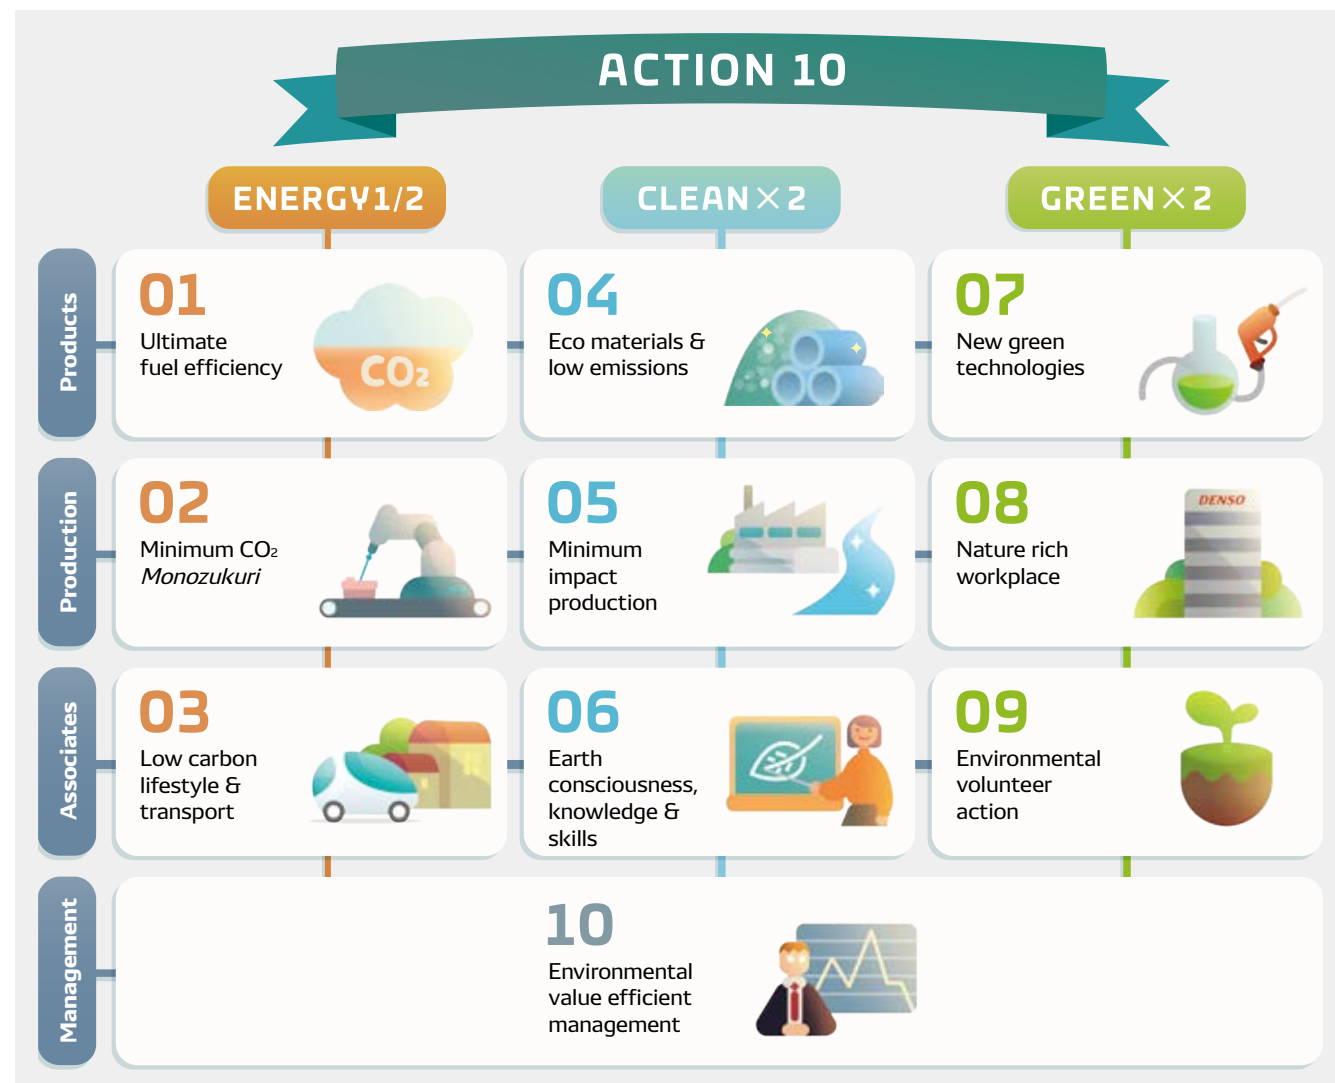 ACTION 10
ENERGY1/2
CLEAN×2
GREEN×2
Products
01
Ultimate
fuel efficiency
CO₂
04
Eco materials &
low emissions
07
New green
technologies
Production
02
Minimum CO₂
Monozukuri
05
Minimum
impact
production
08
Nature rich
workplace
DENSO
Associates
03
Low carbon
lifestyle &
transport
06
Earth
consciousness,
knowledge &
skills
09
Environmental
volunteer
action
Management
10
Environmental
value efficient
management